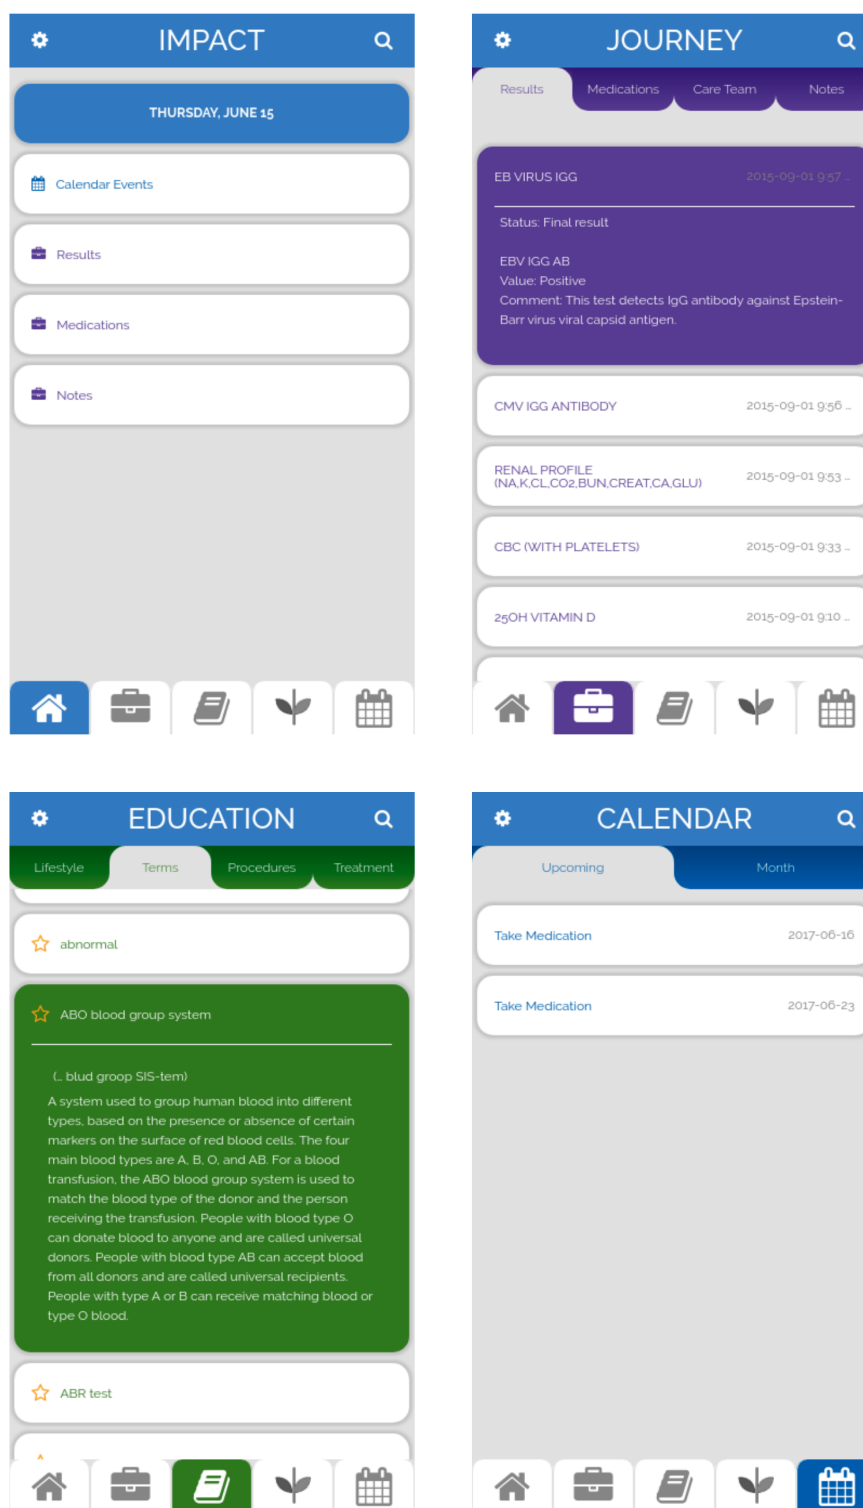 IMPACT
THURSDAY, JUNE 15
Calendar Events
Results
Medications
Notes
JOURNEY
Results Medications Care Team Notes
EB VIRUS IGG 2015-09-01 9:57 ...
Status: Final result
EBV IGG AB
Value: Positive
Comment: This test detects IgG antibody against Epstein-
Barr virus viral capsid antigen.
CMV IGG ANTIBODY 2015-09-01 9:56 ...
RENAL PROFILE
(NA,K,CL,CO2,BUN,CREAT,CA,GLU) 2015-09-01 9:53 ...
CBC (WITH PLATELETS) 2015-09-01 9:33 ...
25OH VITAMIN D 2015-09-01 9:10 ...
EDUCATION
Lifestyle Terms Procedures Treatment
abnormal
ABO blood group system
(... blud groop SIS-tem)
A system used to group human blood into different
types, based on the presence or absence of certain
markers on the surface of red blood cells. The four
main blood types are A, B, O, and AB. For a blood
transfusion, the ABO blood group system is used to
match the blood type of the donor and the person
receiving the transfusion. People with blood type O
can donate blood to anyone and are called universal
donors. People with blood type AB can accept blood
from all donors and are called universal recipients.
People with type A or B can receive matching blood or
type O blood.
ABR test
CALENDAR
Upcoming Month
Take Medication 2017-06-16
Take Medication 2017-06-23